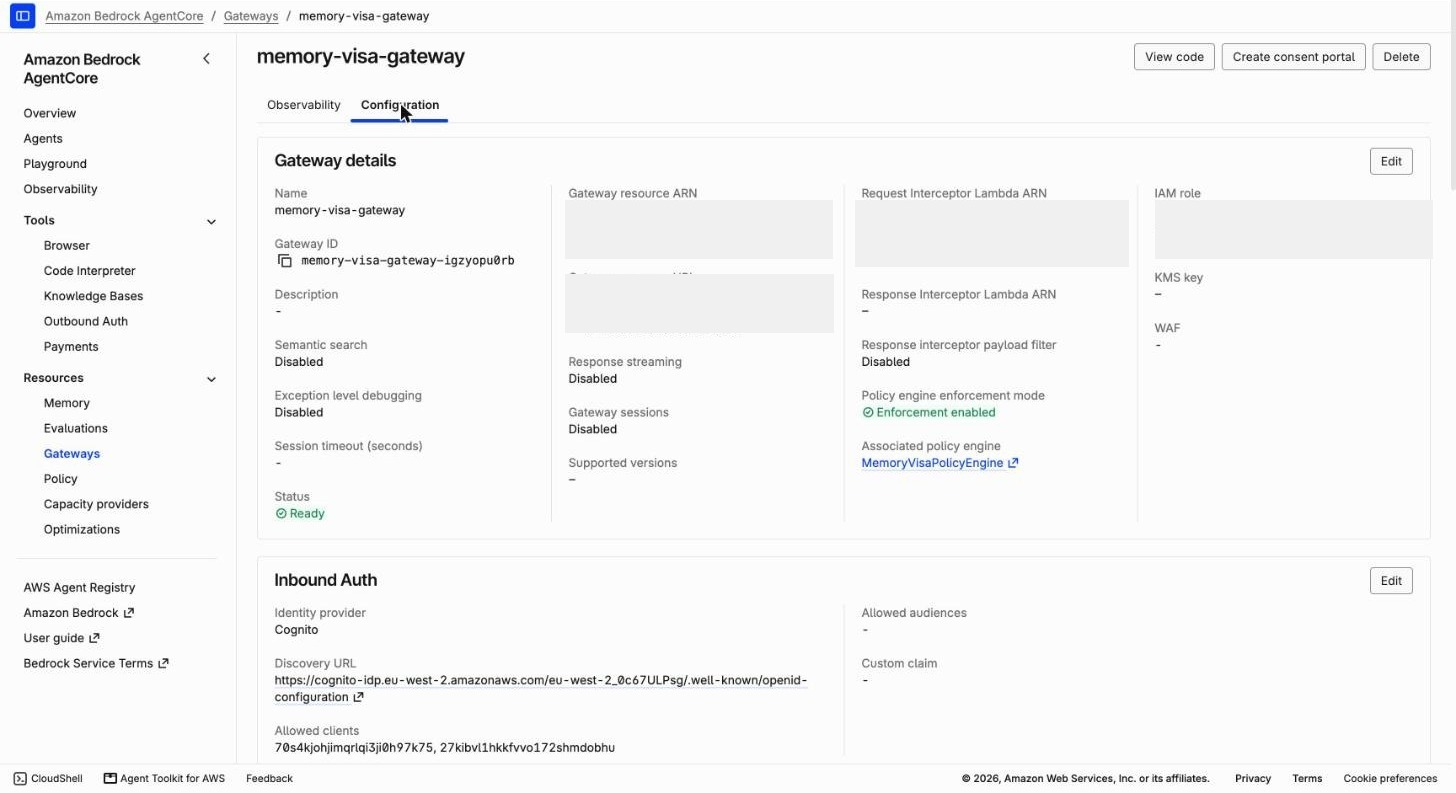 Amazon Bedrock AgentCore / Gateways / memory-visa-gateway
Amazon Bedrock
AgentCore
Overview
Agents
Playground
Observability
Tools
Browser
Code Interpreter
Knowledge Bases
Outbound Auth
Payments
Resources
Memory
Evaluations
Gateways
Policy
Capacity providers
Optimizations
AWS Agent Registry
Amazon Bedrock
User guide
Bedrock Service Terms
memory-visa-gateway
View code
Create consent portal
Delete
Observability
Configuration
Gateway details
Edit
Name
memory-visa-gateway
Gateway ID
memory-visa-gateway-igzyopu0rb
Description
-
Semantic search
Disabled
Exception level debugging
Disabled
Session timeout (seconds)
-
Status
Ready
Gateway resource ARN
Response streaming
Disabled
Gateway sessions
Disabled
Supported versions
–
Request Interceptor Lambda ARN
Response Interceptor Lambda ARN
–
Response interceptor payload filter
Disabled
Policy engine enforcement mode
Enforcement enabled
Associated policy engine
MemoryVisaPolicyEngine
IAM role
KMS key
–
WAF
-
Inbound Auth
Edit
Identity provider
Cognito
Discovery URL
https://cognito-idp.eu-west-2.amazonaws.com/eu-west-2_0c67ULPsg/.well-known/openid-
configuration
Allowed clients
70s4kjohjimqrlqi3ji0h97k75, 27kibvl1hkkfvvo172shmdobhu
Allowed audiences
-
Custom claim
-
CloudShell
Agent Toolkit for AWS
Feedback
© 2026, Amazon Web Services, Inc. or its affiliates.
Privacy
Terms
Cookie preferences